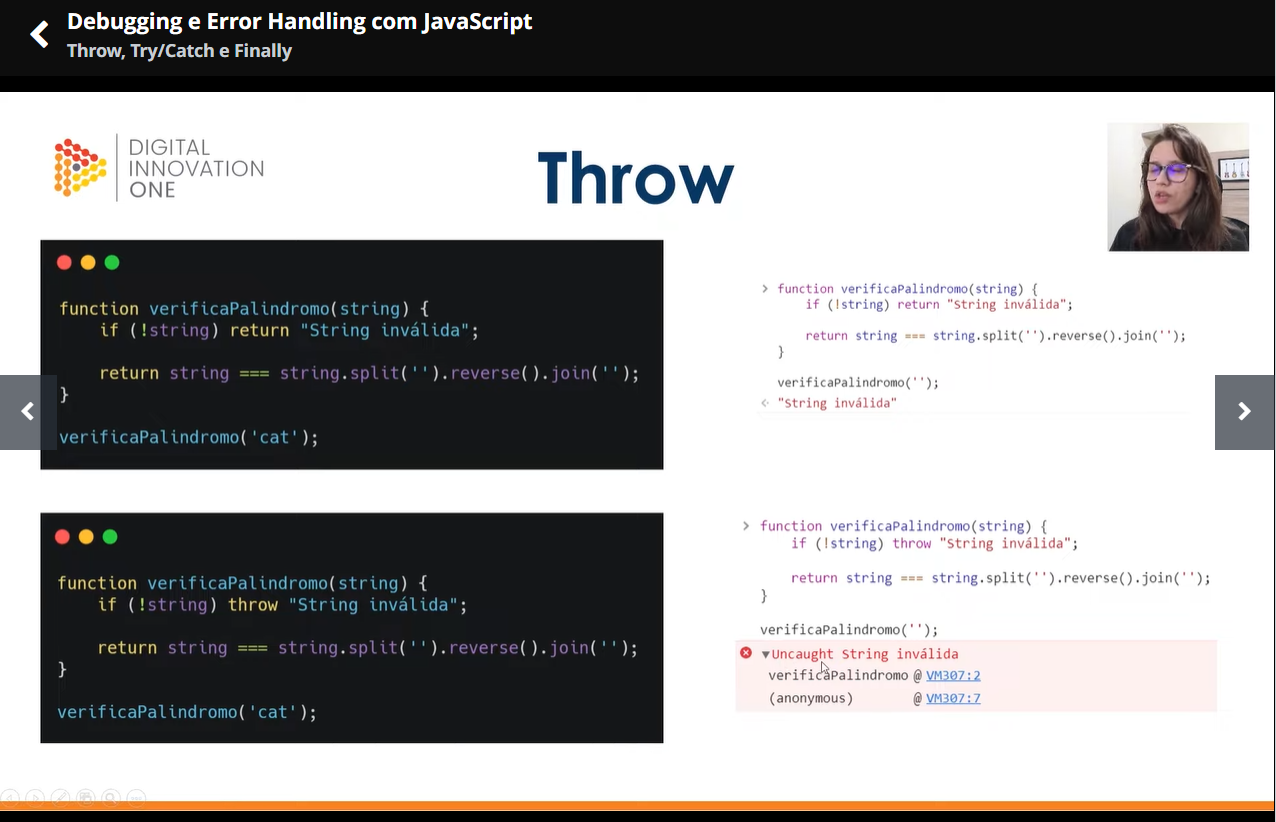 Debugging e Error Handling com JavaScript
Throw, Try/Catch e Finally
DIGITAL
INNOVATION
ONE
Throw
function verificaPalindromo(string) {
    if (!string) return "String inválida";
    return string === string.split('').reverse().join('');
}
verificaPalindromo('cat');
> function verificaPalindromo(string) {
    if (!string) return "String inválida";
    return string === string.split('').reverse().join('');
}
verificaPalindromo('');
"String inválida"
function verificaPalindromo(string) {
    if (!string) throw "String inválida";
    return string === string.split('').reverse().join('');
}
verificaPalindromo('cat');
> function verificaPalindromo(string) {
    if (!string) throw "String inválida";
    return string === string.split('').reverse().join('');
}
verificaPalindromo('');
▼Uncaught String inválida
verificaPalindromo @ VM307:2
(anonymous) @ VM307:7